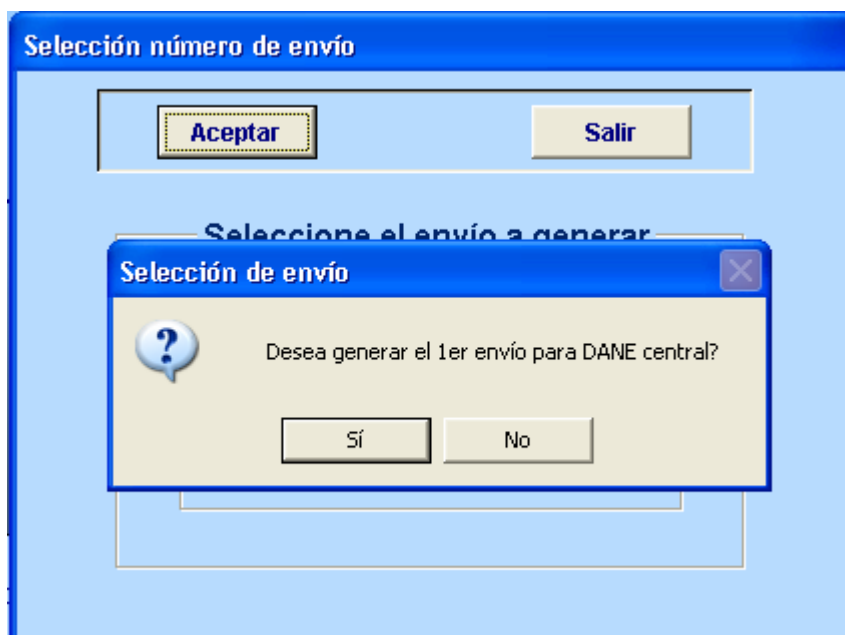 Selección número de envío
Aceptar
Salir
Seleccione el envío a generar
Selección de envío
Desea generar el 1er envío para DANE central?
Sí
No